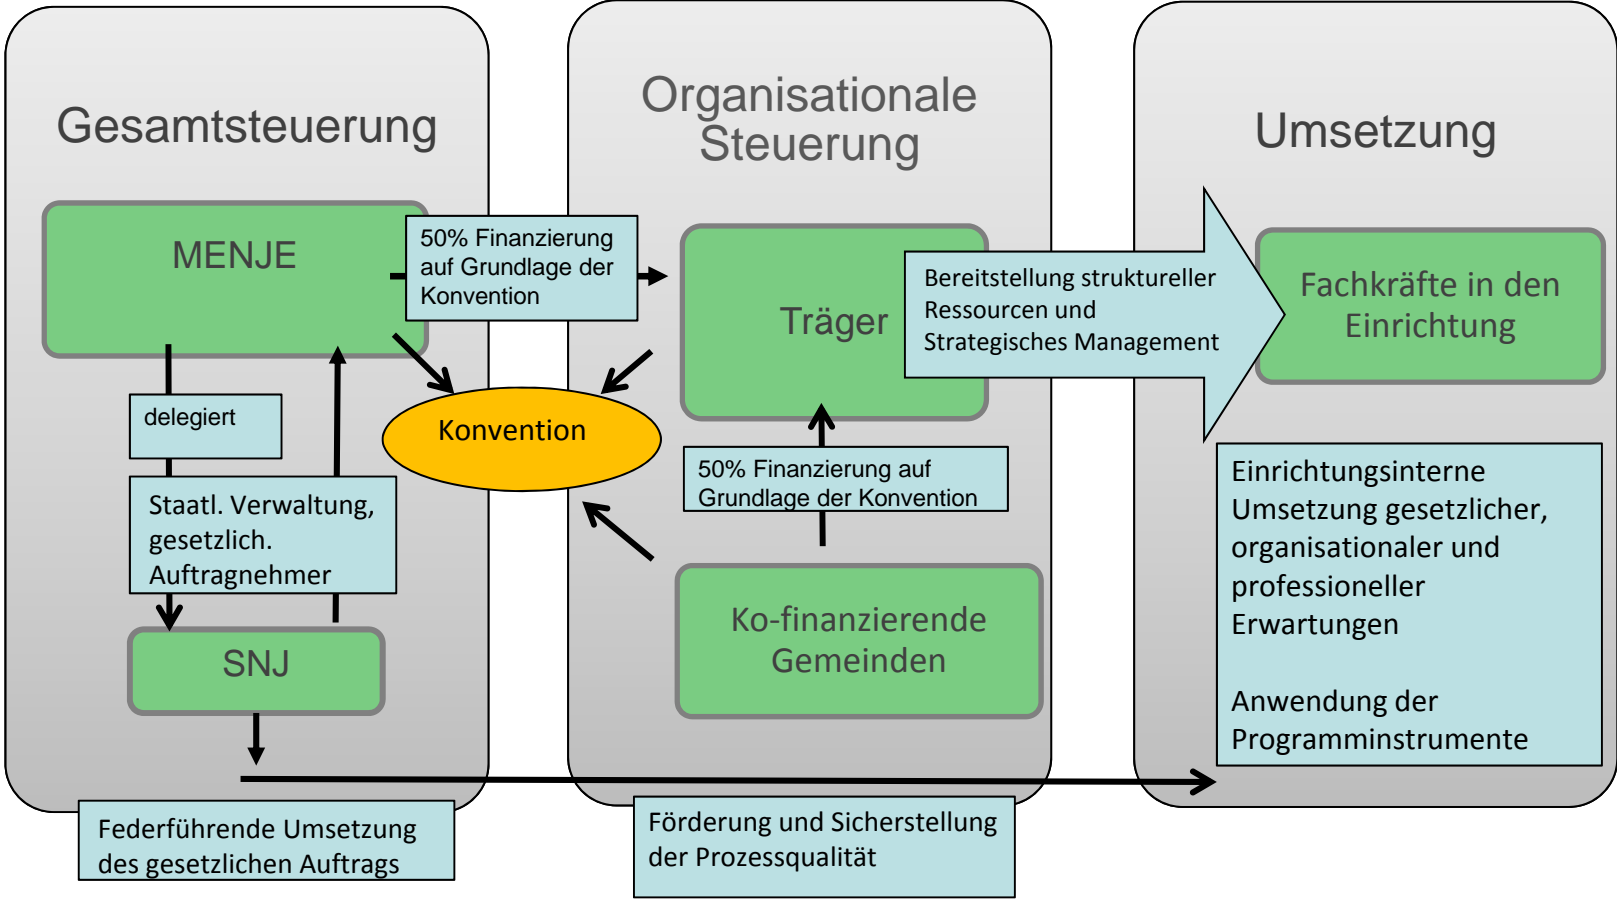 Gesamtsteuerung
MENJE
50% Finanzierung
auf Grundlage der
Konvention
delegiert
Staatl. Verwaltung,
gesetzlich.
Auftragnehmer
SNJ
Federführende Umsetzung
des gesetzlichen Auftrags
Konvention
Organisationale
Steuerung
Träger
50% Finanzierung auf
Grundlage der Konvention
Ko-finanzierende
Gemeinden
Förderung und Sicherstellung
der Prozessqualität
Bereitstellung struktureller
Ressourcen und
Strategisches Management
Umsetzung
Fachkräfte in den
Einrichtung
Einrichtungsinterne
Umsetzung gesetzlicher,
organisationaler und
professioneller
Erwartungen
Anwendung der
Programminstrumente